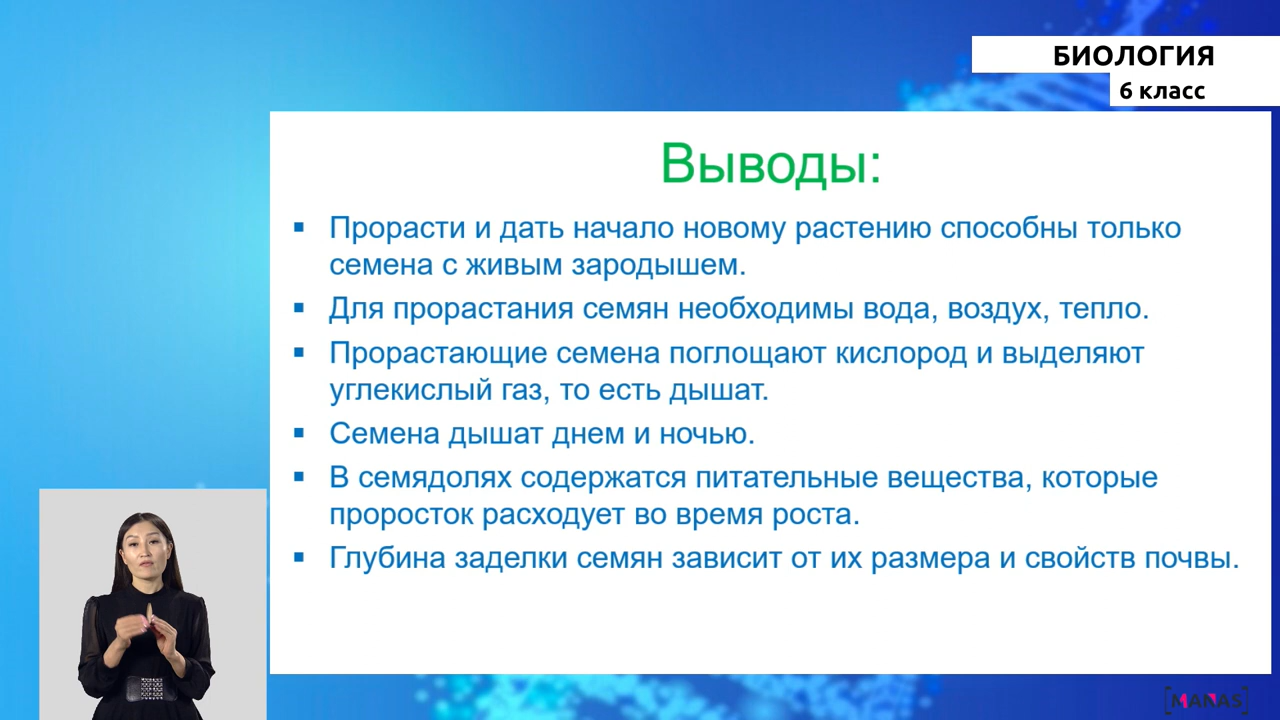 БИОЛОГИЯ
6 класс
Выводы:
▪ Прорасти и дать начало новому растению способны только
семена с живым зародышем.
▪ Для прорастания семян необходимы вода, воздух, тепло.
▪ Прорастающие семена поглощают кислород и выделяют
углекислый газ, то есть дышат.
▪ Семена дышат днем и ночью.
▪ В семядолях содержатся питательные вещества, которые
проросток расходует во время роста.
▪ Глубина заделки семян зависит от их размера и свойств почвы.
[MANAS]